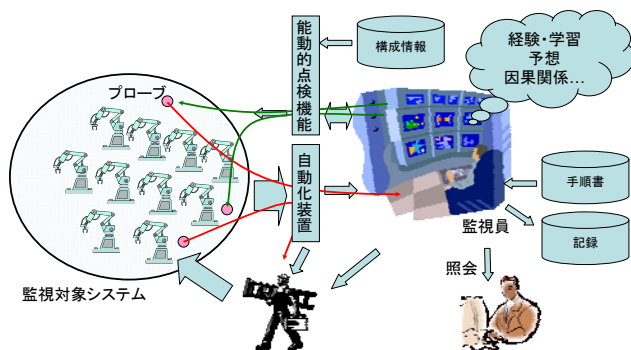 能動的点検機能
構成情報
経験・学習
予想
因果関係…
プローブ
自動化装置
手順書
監視員
記録
照会
監視対象システム